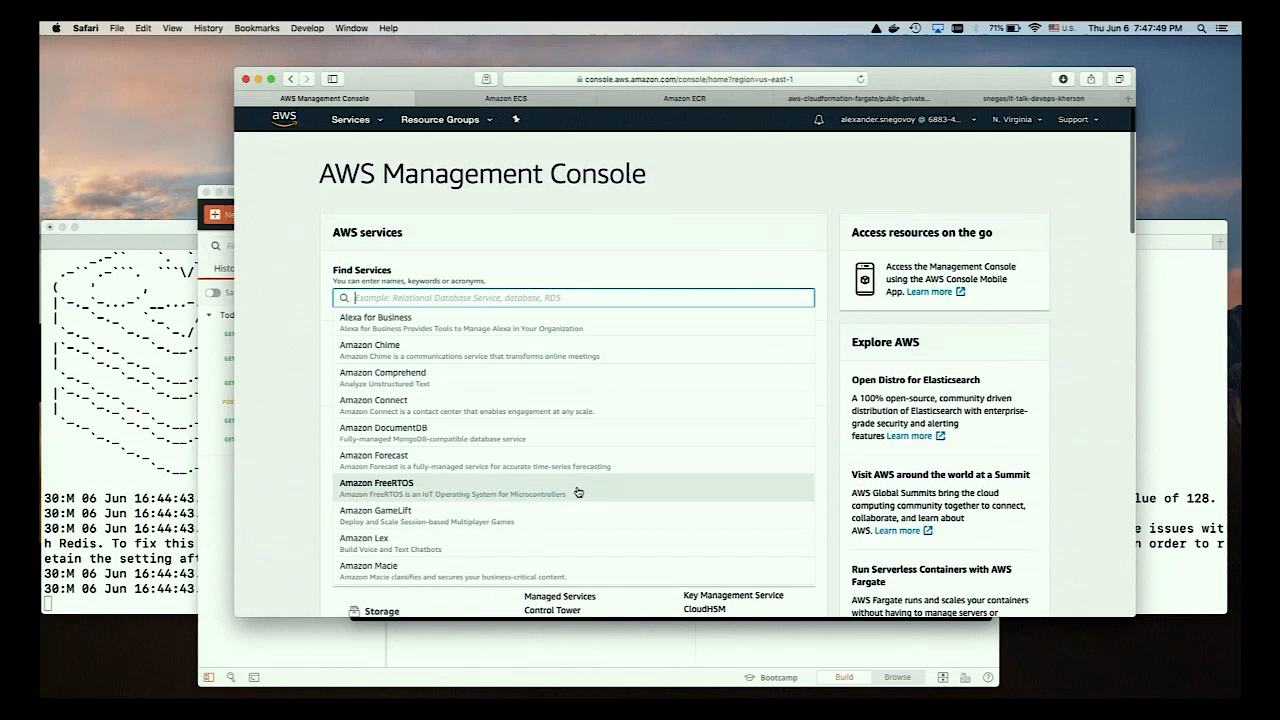 Safari File Edit View History Bookmarks Develop Window Help 71% U.S. Thu Jun 6 7:47:49 PM
console.aws.amazon.com/console/home?region=us-east-1
AWS Management Console Amazon ECS Amazon ECR aws-cloudformation-fargate/public-private... snegas/it-talk-devops-kherson
aws Services Resource Groups alexander.snegovoy @ 6883-4... N. Virginia Support
AWS Management Console
AWS services
Find Services
You can enter names, keywords or acronyms.
Example: Relational Database Service, database, RDS
Alexa for Business
Alexa for Business Provides Tools to Manage Alexa in Your Organization
Amazon Chime
Amazon Chime is a communications service that transforms online meetings
Amazon Comprehend
Analyze Unstructured Text
Amazon Connect
Amazon Connect is a contact center that enables engagement at any scale.
Amazon DocumentDB
Fully-managed MongoDB-compatible database service
Amazon Forecast
Amazon Forecast is a fully-managed service for accurate time-series forecasting
Amazon FreeRTOS
Amazon FreeRTOS is an IoT Operating System for Microcontrollers
Amazon GameLift
Deploy and Scale Session-based Multiplayer Games
Amazon Lex
Build Voice and Text Chatbots
Amazon Macie
Amazon Macie classifies and secures your business-critical content.
Storage
Managed Services
Control Tower
Key Management Service
CloudHSM
Access resources on the go
Access the Management Console
using the AWS Console Mobile
App. Learn more
Explore AWS
Open Distro for Elasticsearch
A 100% open-source, community driven
distribution of Elasticsearch with enterprise-
grade security and alerting
features Learn more
Visit AWS around the world at a Summit
AWS Global Summits bring the cloud
computing community together to connect,
collaborate, and learn about
AWS. Learn more
Run Serverless Containers with AWS
Fargate
AWS Fargate runs and scales your containers
without having to manage servers or
Ne
Fil
Histo
Sa
Tod
GET
GET
GET
POS
GET
GET
30:M 06 Jun 16:44:43. lue of 128.
30:M 06 Jun 16:44:43.
30:M 06 Jun 16:44:43. e issues wit
h Redis. To fix this n order to r
etain the setting aft
30:M 06 Jun 16:44:43.
30:M 06 Jun 16:44:43.
Bootcamp Build Browse